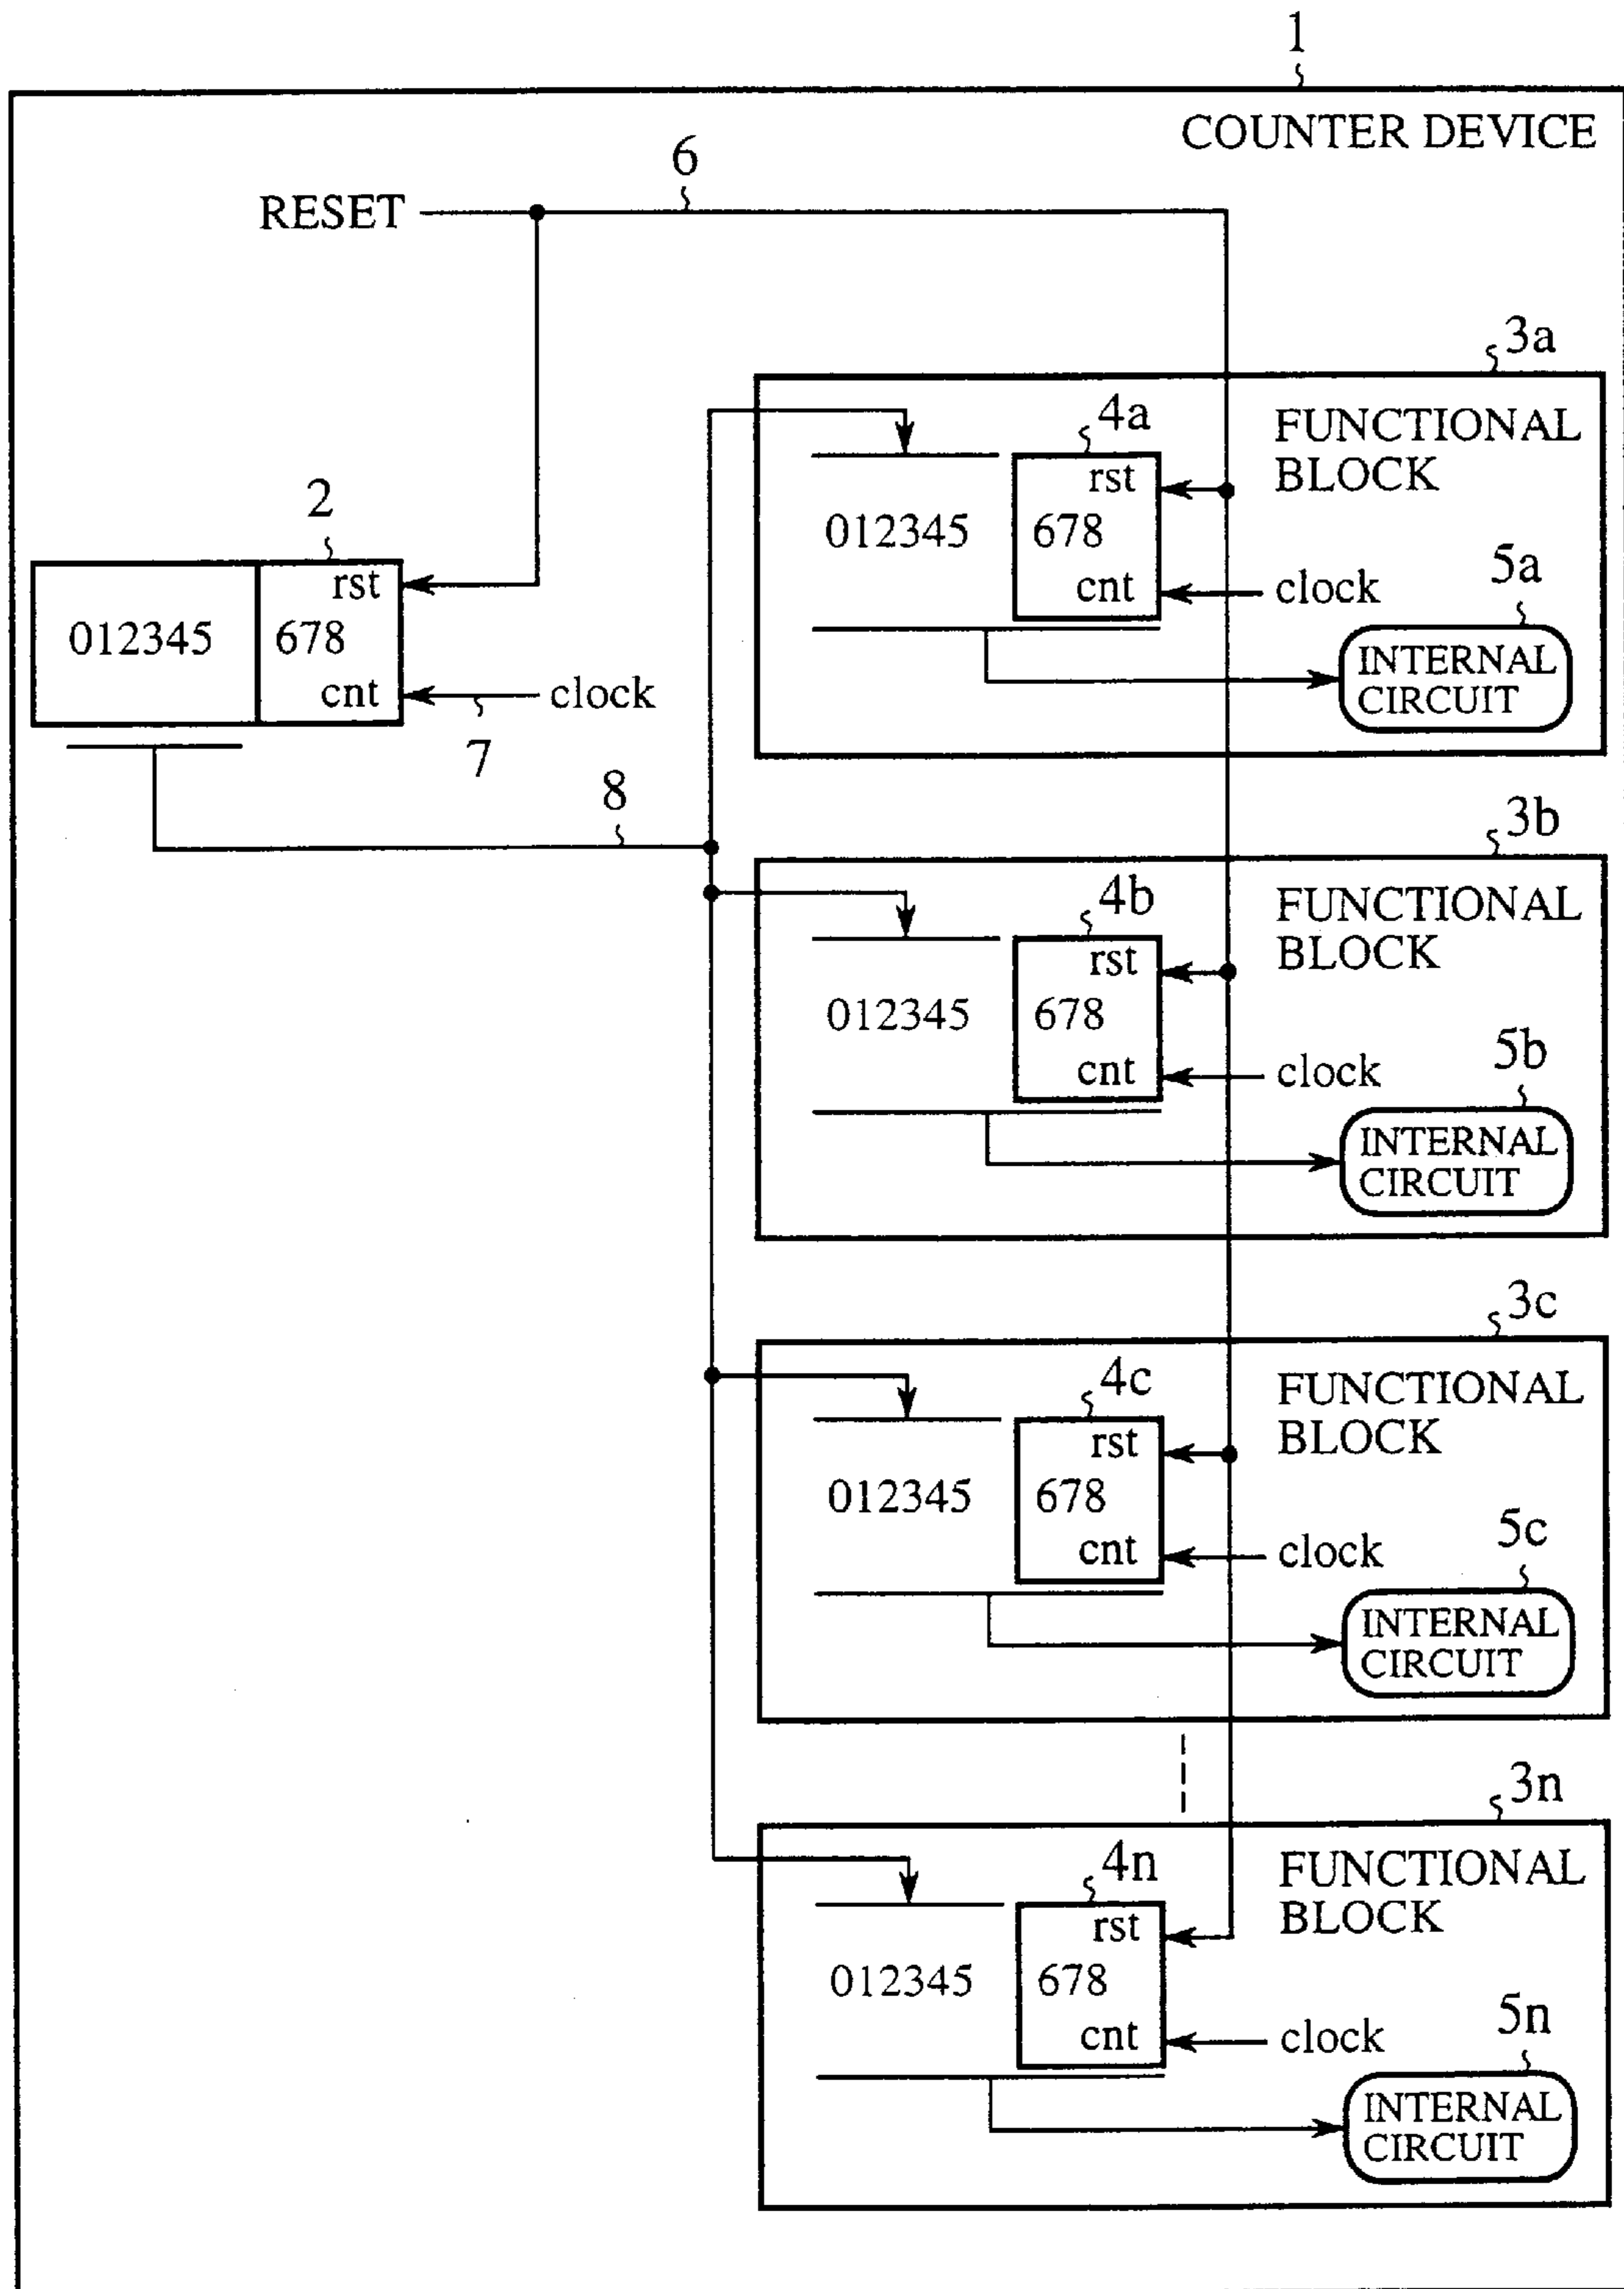 1
COUNTER DEVICE
6
RESET
3a
4a
FUNCTIONAL
BLOCK
rst
012345
678
cnt
clock
5a
INTERNAL
CIRCUIT
2
rst
012345
678
cnt
clock
7
8
3b
4b
FUNCTIONAL
BLOCK
rst
012345
678
cnt
clock
5b
INTERNAL
CIRCUIT
3c
4c
FUNCTIONAL
BLOCK
rst
012345
678
cnt
clock
5c
INTERNAL
CIRCUIT
3n
4n
FUNCTIONAL
BLOCK
rst
012345
678
cnt
clock
5n
INTERNAL
CIRCUIT